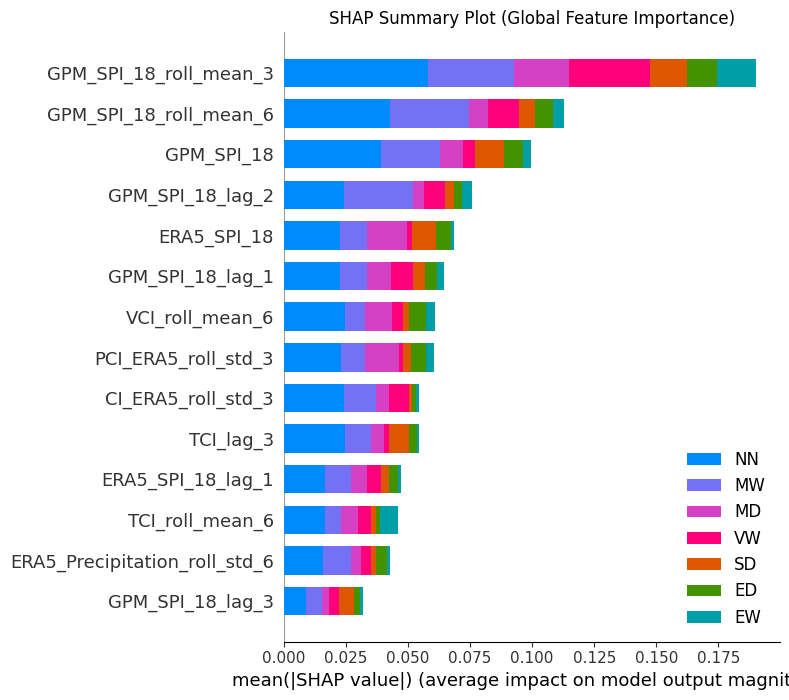 SHAP Summary Plot (Global Feature Importance)
GPM_SPI_18_roll_mean_3
GPM_SPI_18_roll_mean_6
GPM_SPI_18
GPM_SPI_18_lag_2
ERA5_SPI_18
GPM_SPI_18_lag_1
VCI_roll_mean_6
PCI_ERA5_roll_std_3
CI_ERA5_roll_std_3
TCI_lag_3
ERA5_SPI_18_lag_1
TCI_roll_mean_6
ERA5_Precipitation_roll_std_6
GPM_SPI_18_lag_3
NN
MW
MD
VW
SD
ED
EW
0.000 0.025 0.050 0.075 0.100 0.125 0.150 0.175
mean(|SHAP value|) (average impact on model output magnit